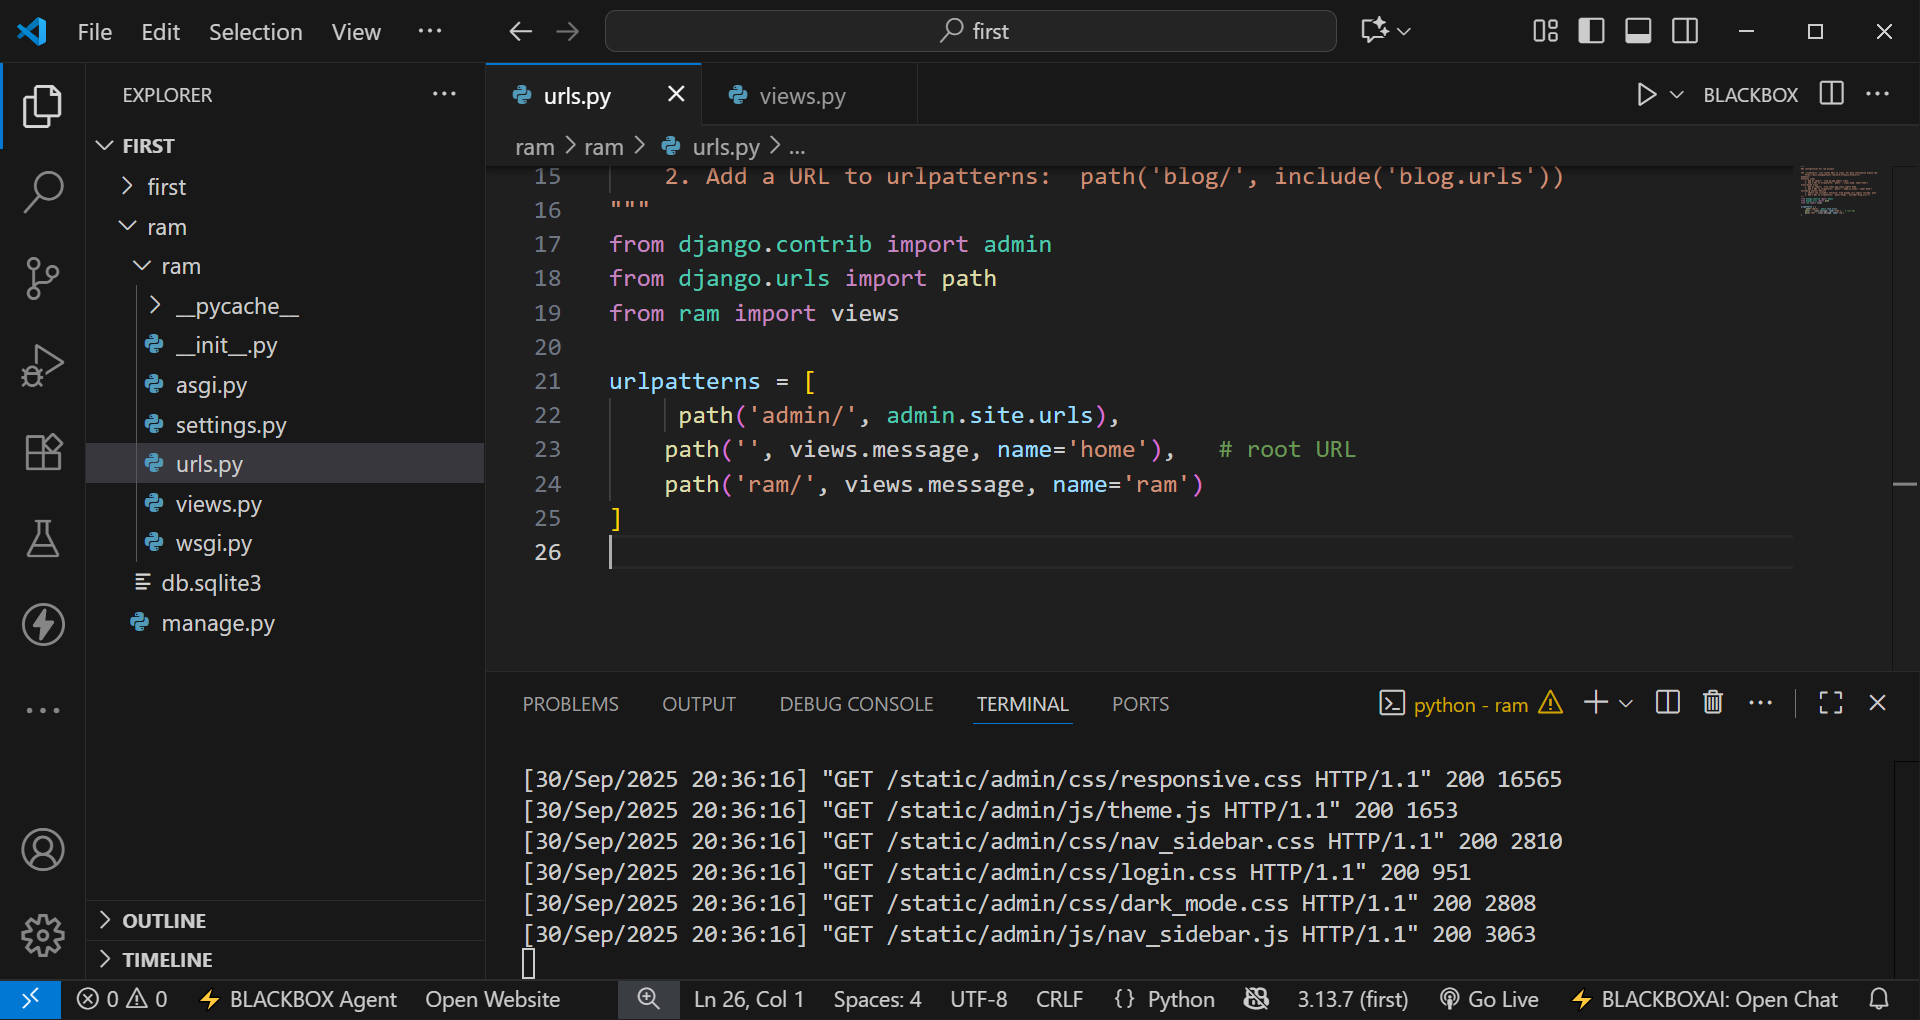 File Edit Selection View ··· first
EXPLORER ···
FIRST
first
ram
ram
__pycache__
__init__.py
asgi.py
settings.py
urls.py
views.py
wsgi.py
db.sqlite3
manage.py
OUTLINE
TIMELINE
urls.py views.py BLACKBOX ···
ram > ram > urls.py > ...
15 2. Add a URL to urlpatterns:  path('blog/', include('blog.urls'))
16 """
17 from django.contrib import admin
18 from django.urls import path
19 from ram import views
20
21 urlpatterns = [
22 path('admin/', admin.site.urls),
23 path('', views.message, name='home'),   # root URL
24 path('ram/', views.message, name='ram')
25 ]
26
PROBLEMS OUTPUT DEBUG CONSOLE TERMINAL PORTS python - ram ···
[30/Sep/2025 20:36:16] "GET /static/admin/css/responsive.css HTTP/1.1" 200 16565
[30/Sep/2025 20:36:16] "GET /static/admin/js/theme.js HTTP/1.1" 200 1653
[30/Sep/2025 20:36:16] "GET /static/admin/css/nav_sidebar.css HTTP/1.1" 200 2810
[30/Sep/2025 20:36:16] "GET /static/admin/css/login.css HTTP/1.1" 200 951
[30/Sep/2025 20:36:16] "GET /static/admin/css/dark_mode.css HTTP/1.1" 200 2808
[30/Sep/2025 20:36:16] "GET /static/admin/js/nav_sidebar.js HTTP/1.1" 200 3063
0 0 BLACKBOX Agent Open Website Ln 26, Col 1 Spaces: 4 UTF-8 CRLF {} Python 3.13.7 (first) Go Live BLACKBOXAI: Open Chat